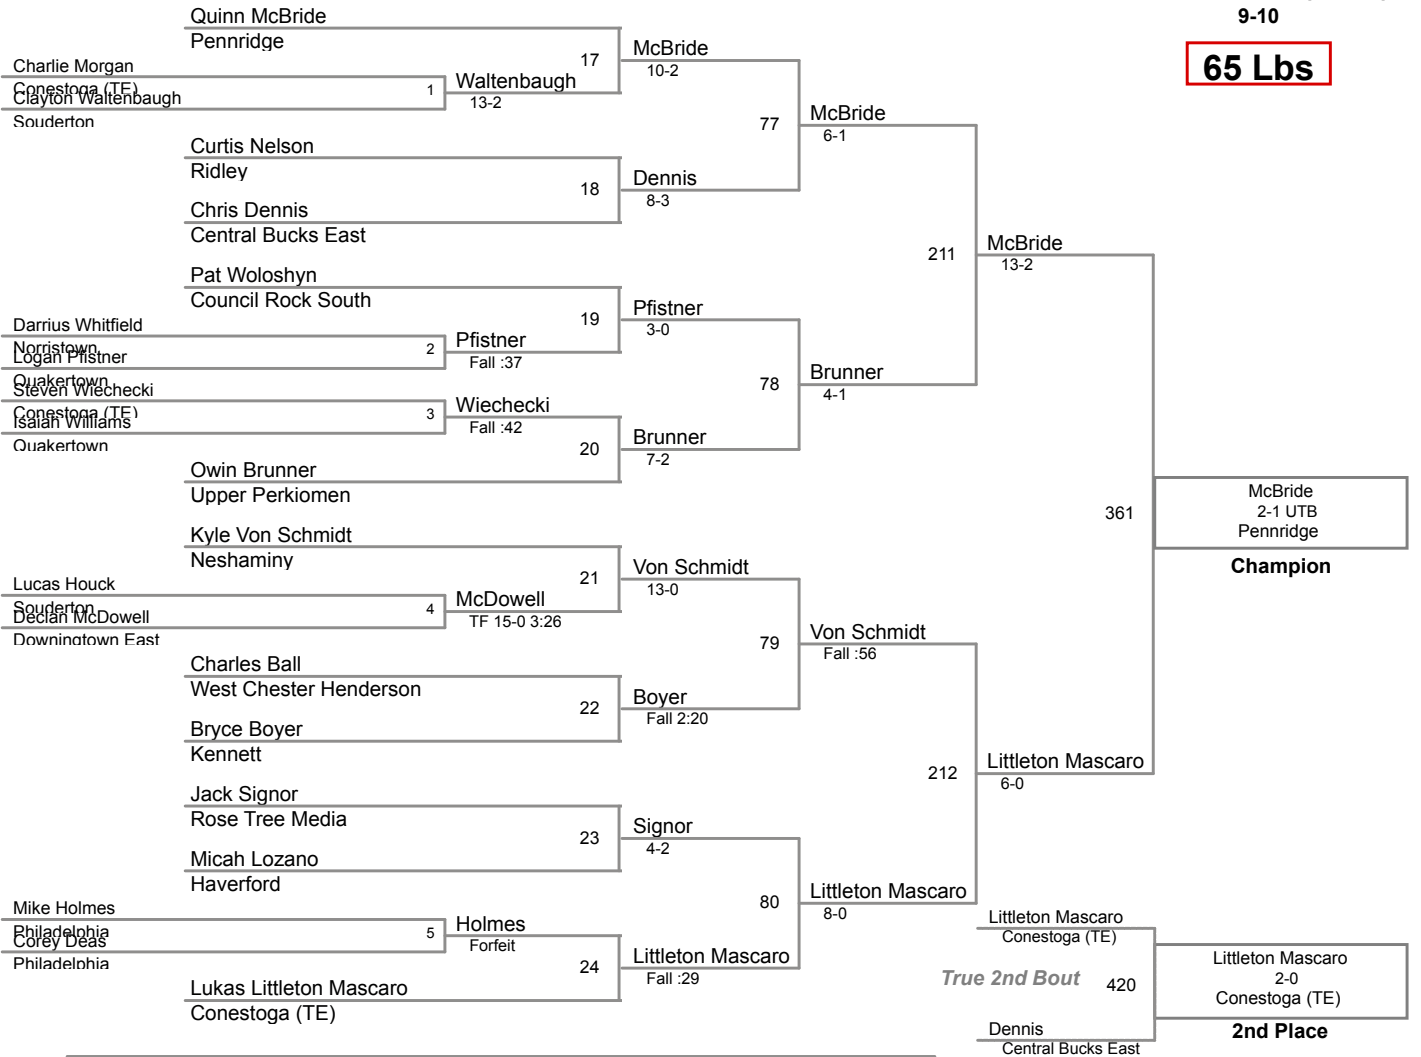 9-10
65 Lbs
Quinn McBride
Pennridge
Charlie Morgan
Conestoga (TE)
Clayton Waltenbaugh
Souderton
1
Waltenbaugh
13-2
17
McBride
10-2
Curtis Nelson
Ridley
Chris Dennis
Central Bucks East
18
Dennis
8-3
77
McBride
6-1
Pat Woloshyn
Council Rock South
Darrius Whitfield
Norristown
Logan Pfistner
Quakertown
2
Pfistner
Fall :37
19
Pfistner
3-0
Steven Wiechecki
Conestoga (TE)
Isaiah Williams
Quakertown
3
Wiechecki
Fall :42
Owin Brunner
Upper Perkiomen
20
Brunner
7-2
78
Brunner
4-1
211
McBride
13-2
Kyle Von Schmidt
Neshaminy
Lucas Houck
Souderton
Declan McDowell
Downingtown East
4
McDowell
TF 15-0 3:26
21
Von Schmidt
13-0
Charles Ball
West Chester Henderson
Bryce Boyer
Kennett
22
Boyer
Fall 2:20
79
Von Schmidt
Fall :56
Jack Signor
Rose Tree Media
Micah Lozano
Haverford
23
Signor
4-2
Mike Holmes
Philadelphia
Corey Deas
Philadelphia
5
Holmes
Forfeit
Lukas Littleton Mascaro
Conestoga (TE)
24
Littleton Mascaro
Fall :29
80
Littleton Mascaro
8-0
212
Littleton Mascaro
6-0
361
McBride
2-1 UTB
Pennridge
Champion
Littleton Mascaro
Conestoga (TE)
True 2nd Bout
420
Dennis
Central Bucks East
Littleton Mascaro
2-0
Conestoga (TE)
2nd Place